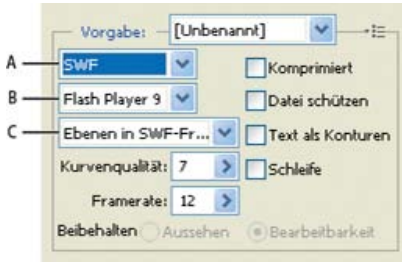 Vorgabe: [Unbenannt]
A SWF Komprimiert
B Flash Player 9 Datei schützen
C Ebenen in SWF-Fr... Text als Konturen
Kurvenqualität: 7 Schleife
Framerate: 12
Beibehalten Aussehen Bearbeitbarkeit